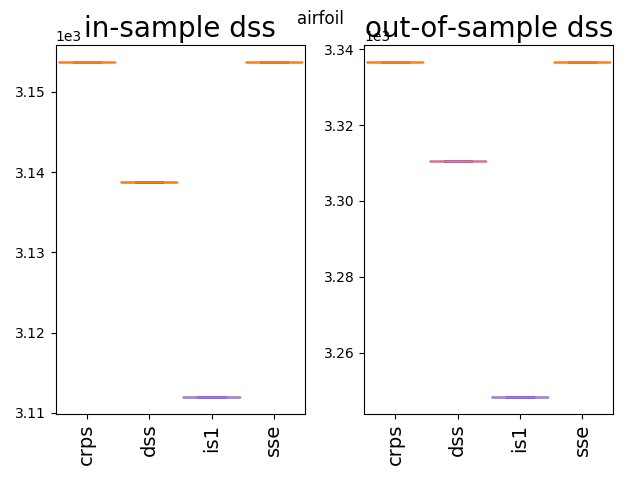 airfoil
in-sample dss
1e3
3.15
3.14
3.13
3.12
3.11
crps
dss
is1
sse
out-of-sample dss
1e3
3.34
3.32
3.30
3.28
3.26
crps
dss
is1
sse